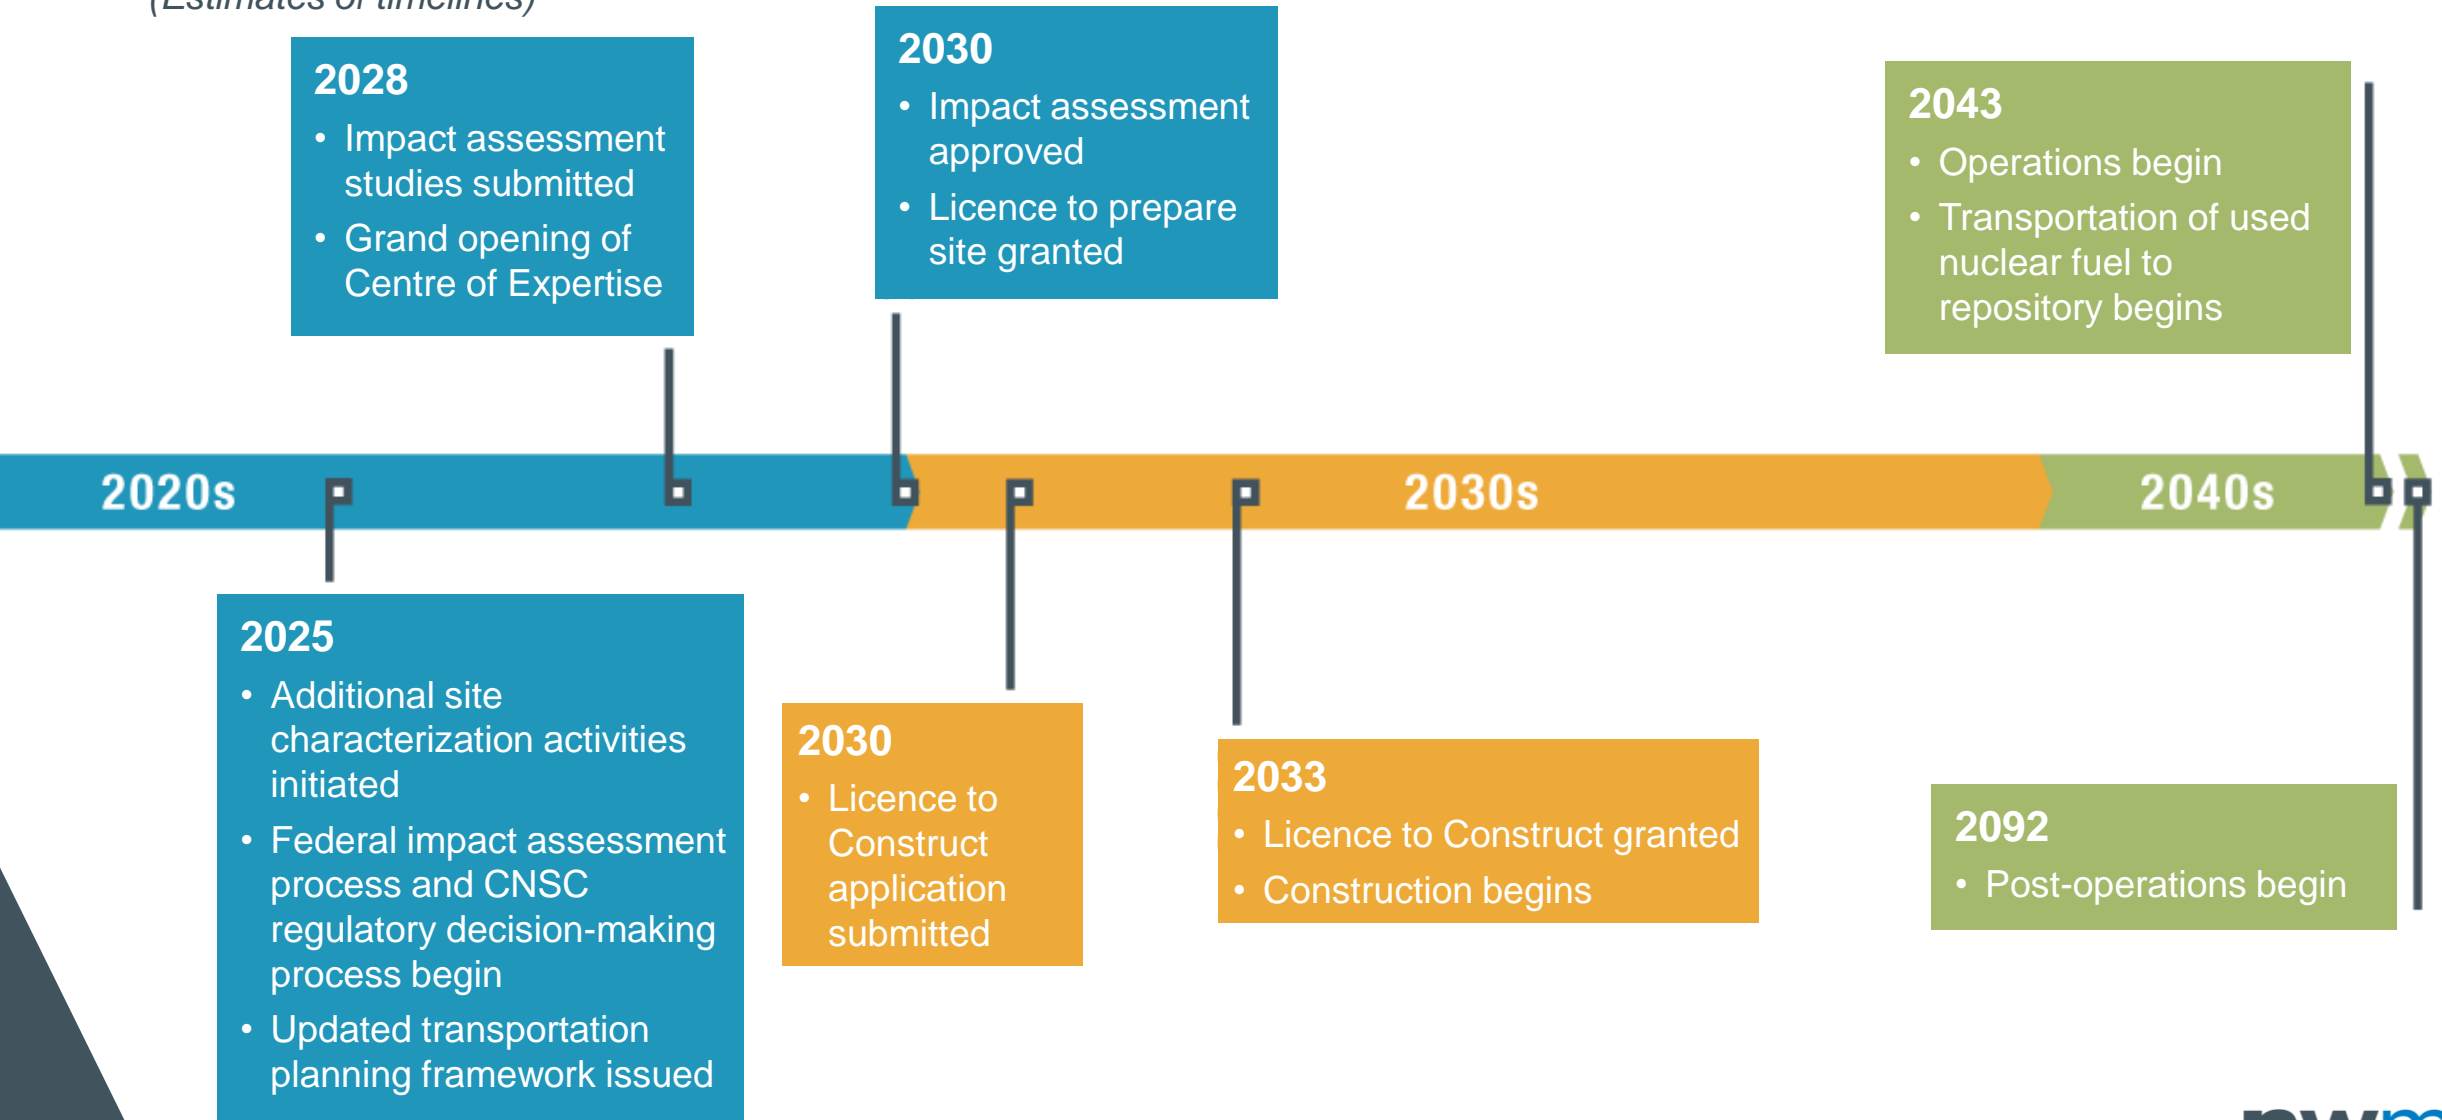 (Estimates of timelines)
2028
• Impact assessment
studies submitted
• Grand opening of
Centre of Expertise
2030
• Impact assessment
approved
• Licence to prepare
site granted
2043
• Operations begin
• Transportation of used
nuclear fuel to
repository begins
2020s
2030s
2040s
2025
• Additional site
characterization activities
initiated
• Federal impact assessment
process and CNSC
regulatory decision-making
process begin
• Updated transportation
planning framework issued
2030
• Licence to
Construct
application
submitted
2033
• Licence to Construct granted
• Construction begins
2092
• Post-operations begin